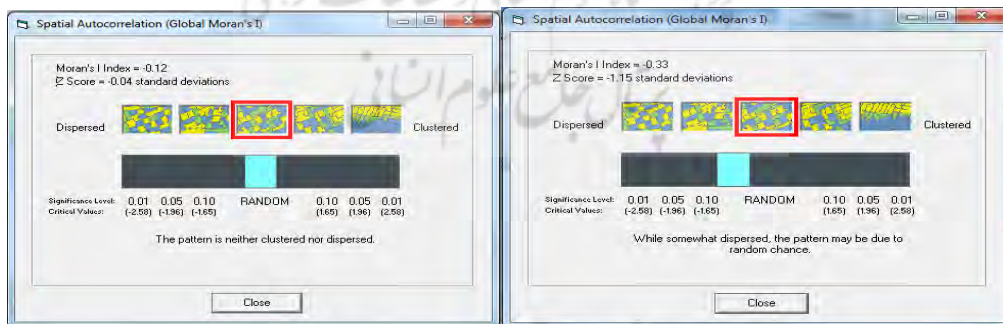 Spatial Autocorrelation (Global Moran's I)
Moran's I Index = -0.12
Z Score = -0.04 standard deviations
Dispersed
Clustered
Significance Level: 0.01 0.05 0.10 RANDOM 0.10 0.05 0.01
Critical Values: (-2.58) (-1.96) (-1.65) (1.65) (1.96) (2.58)
The pattern is neither clustered nor dispersed.
Close
Spatial Autocorrelation (Global Moran's I)
Moran's I Index = -0.33
Z Score = -1.15 standard deviations
Dispersed
Clustered
Significance Level: 0.01 0.05 0.10 RANDOM 0.10 0.05 0.01
Critical Values: (-2.58) (-1.96) (-1.65) (1.65) (1.96) (2.58)
While somewhat dispersed, the pattern may be due to
random chance.
Close